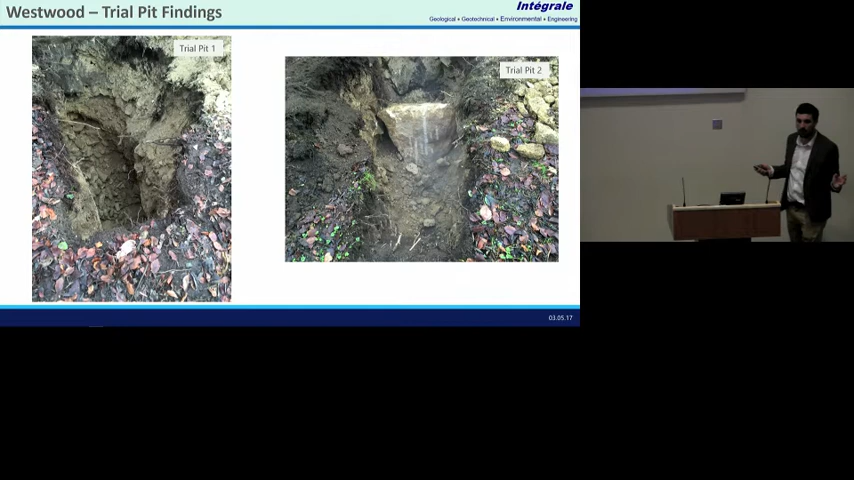 Westwood – Trial Pit Findings
Intégrale
Geological • Geotechnical • Environmental • Engineering
Trial Pit 1
Trial Pit 2
03.05.17